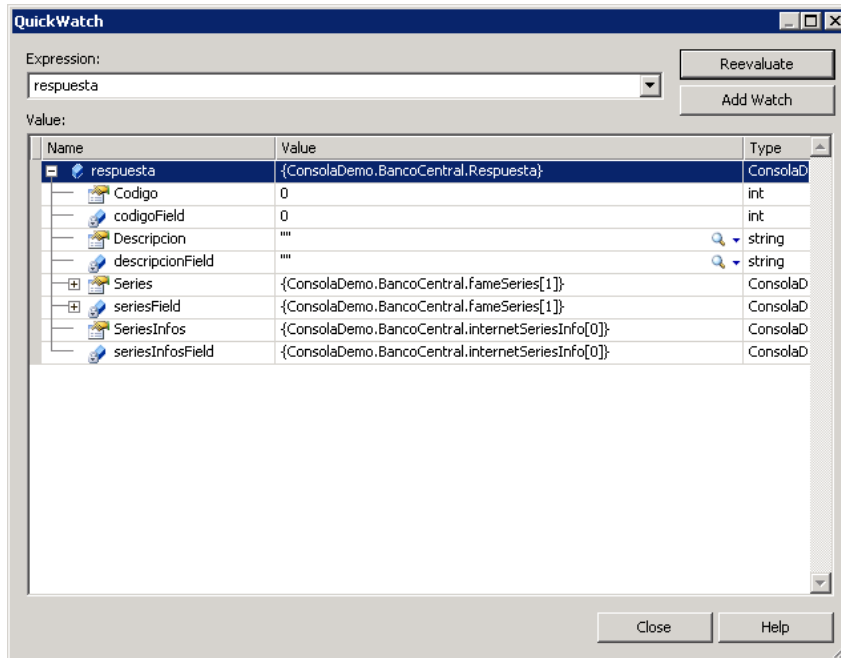 QuickWatch
Expression:
respuesta
Reevaluate
Add Watch
Value:
Name Value Type
respuesta {ConsolaDemo.BancoCentral.Respuesta} ConsolaD
Codigo 0 int
codigoField 0 int
Descripcion "" string
descripcionField "" string
Series {ConsolaDemo.BancoCentral.fameSeries[1]} ConsolaD
seriesField {ConsolaDemo.BancoCentral.fameSeries[1]} ConsolaD
SeriesInfos {ConsolaDemo.BancoCentral.internetSeriesInfo[0]} ConsolaD
seriesInfosField {ConsolaDemo.BancoCentral.internetSeriesInfo[0]} ConsolaD
Close Help